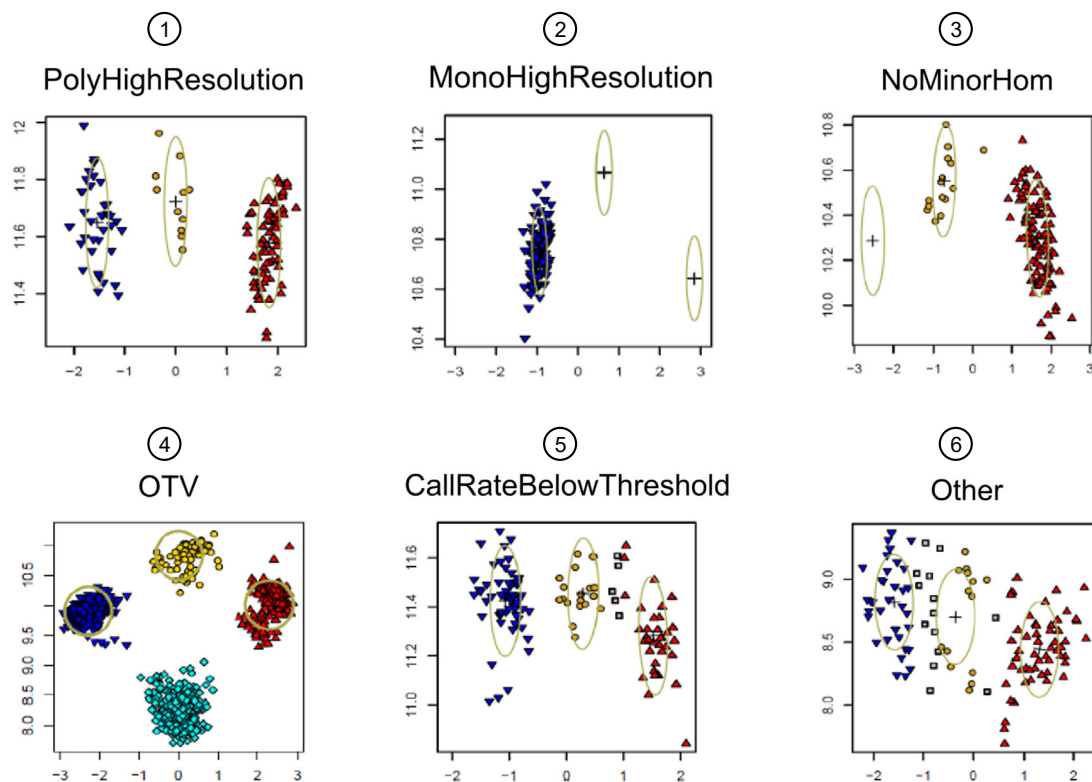 ① ② ③
PolyHighResolution MonoHighResolution NoMinorHom
12
11.8
11.6
11.4
−2 −1 0 1 2
11.2
11.0
10.8
10.6
10.4
−3 −2 −1 0 1 2 3
10.8
10.6
10.4
10.2
10.0
−3 −2 −1 0 1 2 3
④ ⑤ ⑥
OTV CallRateBelowThreshold Other
10.5
9.5
9.0
8.5
8.0
−3 −2 −1 0 1 2 3
11.6
11.4
11.2
11.0
−2 −1 0 1 2
9.0
8.5
8.0
−2 −1 0 1 2